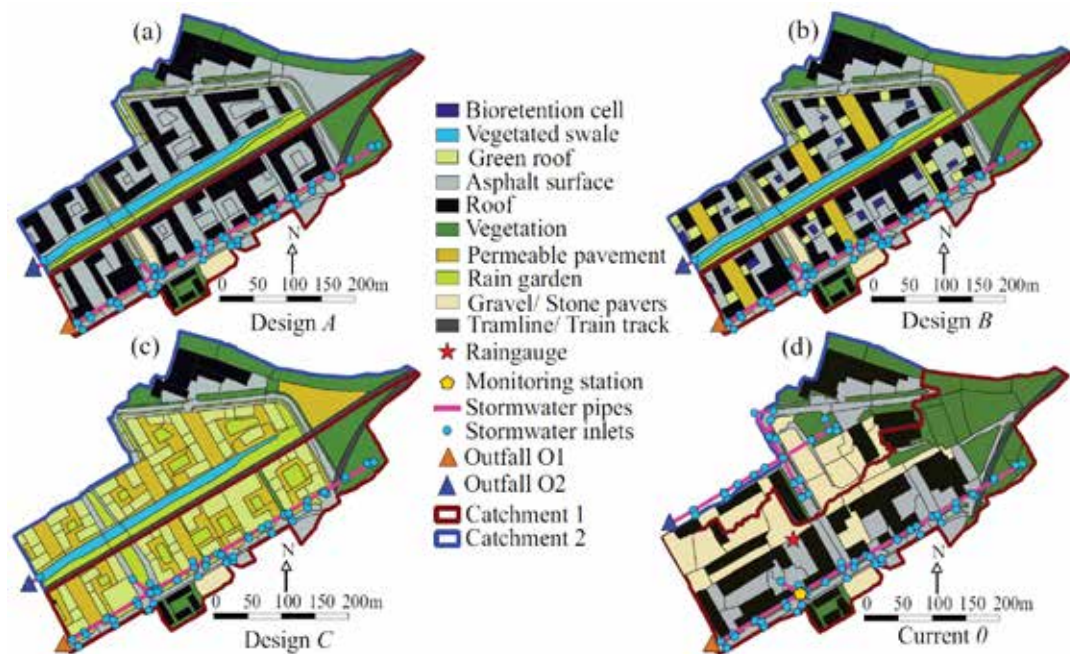 (a)
N
0 50 100 150 200m
Design A
(b)
N
0 50 100 150 200m
Design B
Bioretention cell
Vegetated swale
Green roof
Asphalt surface
Roof
Vegetation
Permeable pavement
Rain garden
Gravel/ Stone pavers
Tramline/ Train track
Raingauge
Monitoring station
Stormwater pipes
Stormwater inlets
Outfall O1
Outfall O2
Catchment 1
Catchment 2
(c)
N
0 50 100 150 200m
Design C
(d)
N
0 50 100 150 200m
Current 0